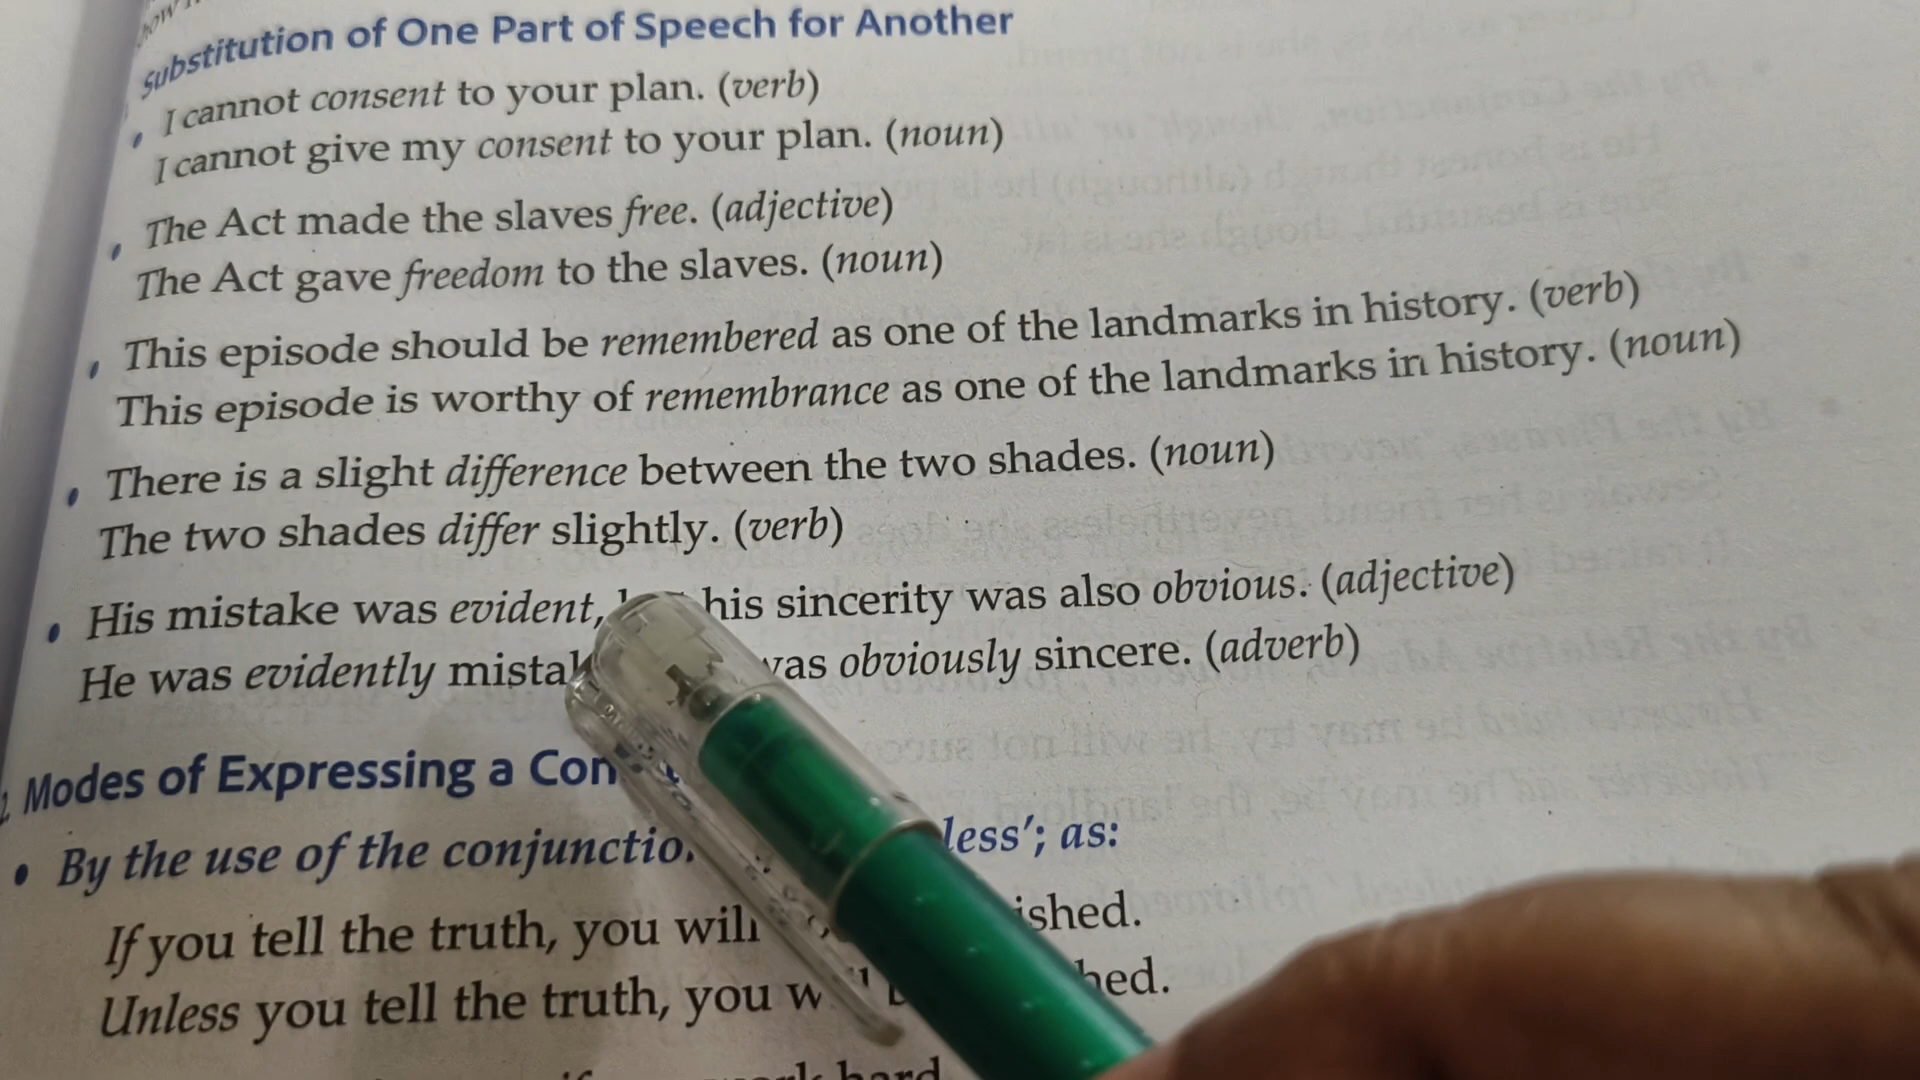 Substitution of One Part of Speech for Another
I cannot consent to your plan. (verb)
I cannot give my consent to your plan. (noun)
The Act made the slaves free. (adjective)
The Act gave freedom to the slaves. (noun)
This episode should be remembered as one of the landmarks in history. (verb)
This episode is worthy of remembrance as one of the landmarks in history. (noun)
There is a slight difference between the two shades. (noun)
The two shades differ slightly. (verb)
His mistake was evident, his sincerity was also obvious. (adjective)
He was evidently was obviously sincere. (adverb)
Modes of Expressing a
By the use of the as:
If you tell the truth, you will
Unless you tell the truth, you
hard